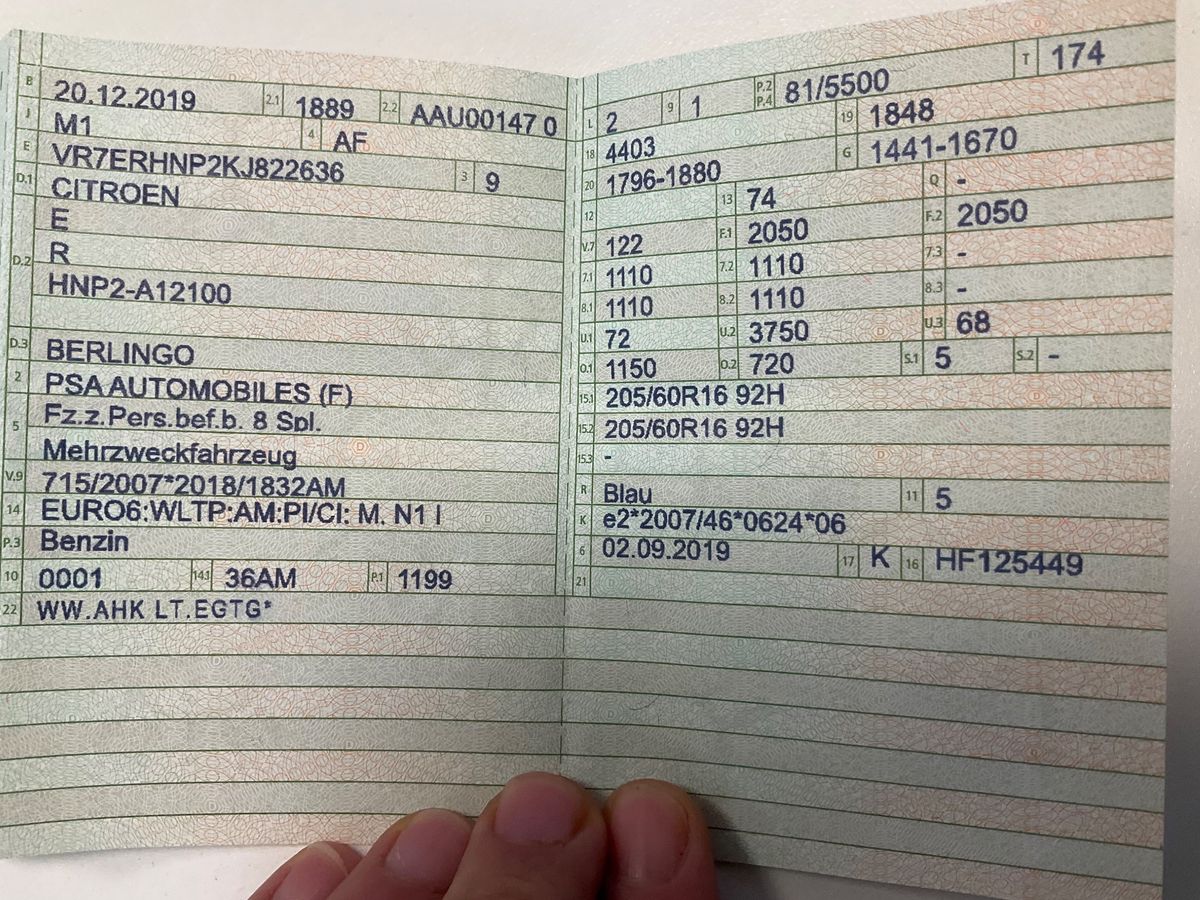 B 20.12.2019 2.1 1889 2.2 AAU00147 0
J M1 4 AF
E VR7ERHNP2KJ822636 3 9
D.1 CITROEN
E
D.2 R
HNP2-A12100
D.3 BERLINGO
2 PSA AUTOMOBILES (F)
5 Fz.z.Pers.bef.b. 8 Spl.
Mehrzweckfahrzeug
V.9 715/2007*2018/1832AM
14 EURO6:WLTP:AM:PI/CI: M. N1 I
P.3 Benzin
10 0001 14.1 36AM P.1 1199
22 WW.AHK LT.EGTG*
L 2 9 1 P.2 P.4 81/5500 T 174
18 4403 19 1848
20 1796-1880 G 1441-1670
12 13 74 Q -
V.7 122 F.1 2050 F.2 2050
7.1 1110 7.2 1110 7.3 -
8.1 1110 8.2 1110 8.3 -
U.1 72 U.2 3750 U.3 68
O.1 1150 O.2 720 S.1 5 S.2 -
15.1 205/60R16 92H
15.2 205/60R16 92H
15.3 -
R Blau 11 5
K e2*2007/46*0624*06
6 02.09.2019 17 K 16 HF125449
21